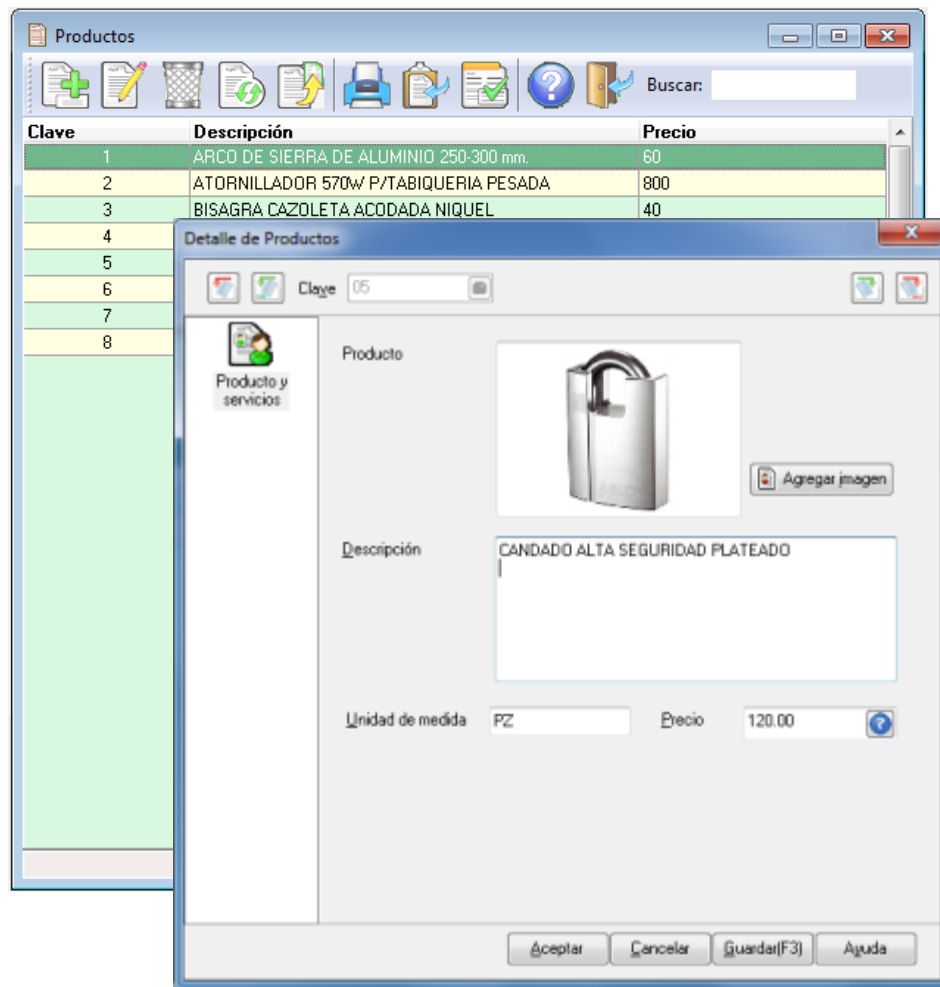 Productos
Buscar:
Clave Descripción Precio
1 ARCO DE SIERRA DE ALUMINIO 250-300 mm. 60
2 ATORNILLADOR 570W P/TABIQUERIA PESADA 800
3 BISAGRA CAZOLETA ACODADA NIQUEL 40
4
5
6
7
8
Detalle de Productos
Clave 05
Producto y
servicios
Producto
Agregar imagen
Descripción
CANDADO ALTA SEGURIDAD PLATEADO
Unidad de medida PZ Precio 120.00
Aceptar Cancelar Guardar(F3) Ayuda